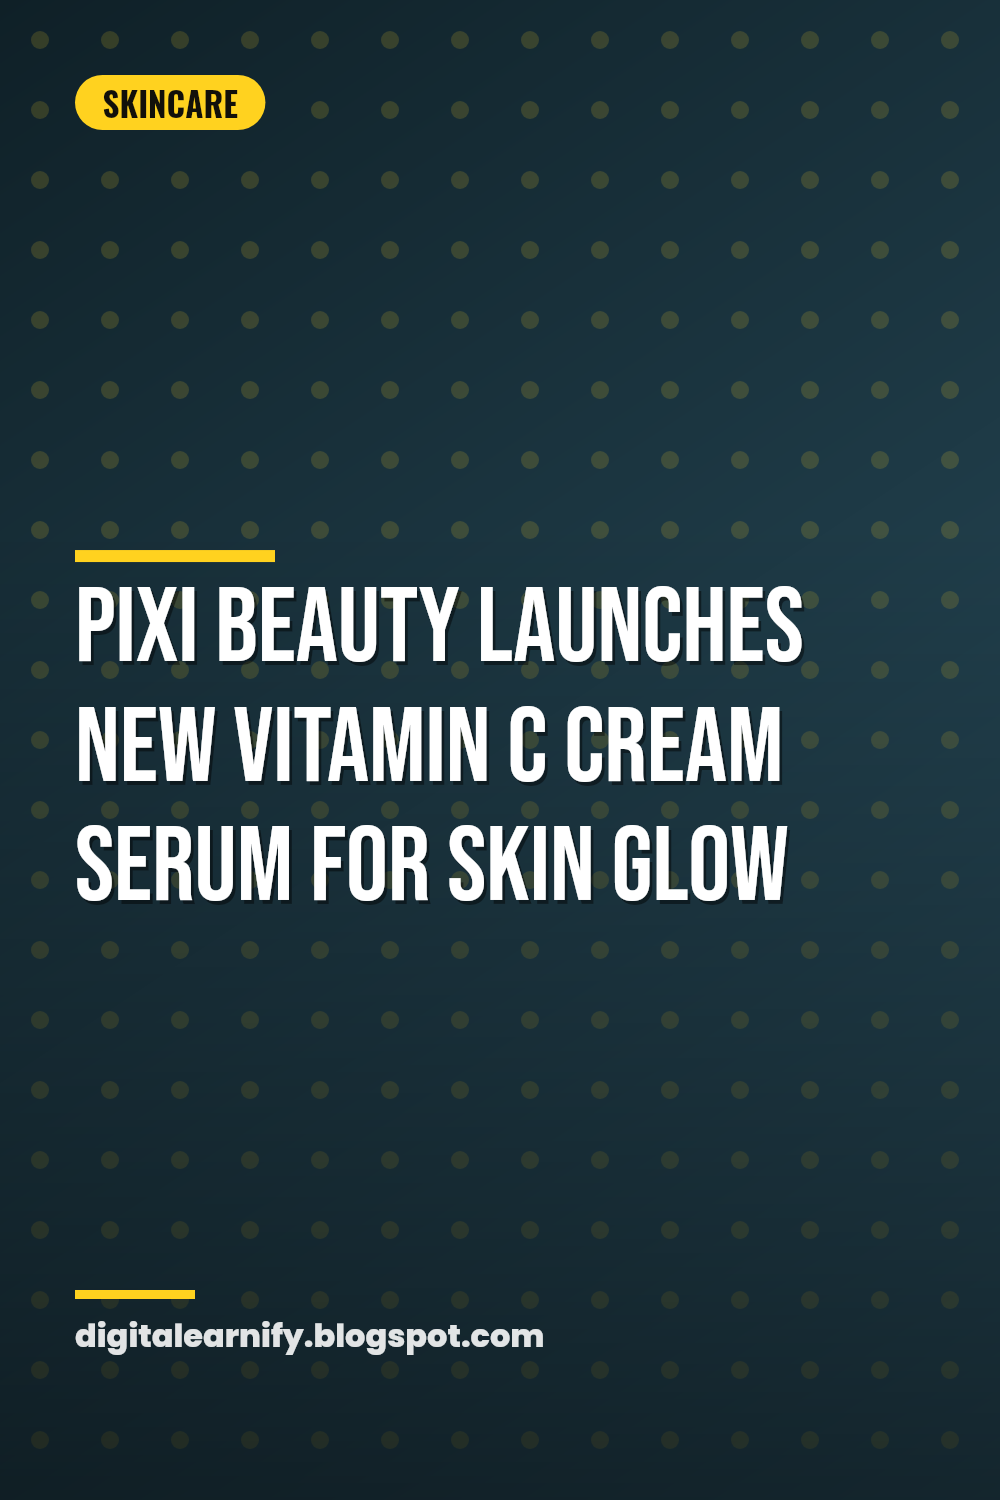 SKINCARE
PIXI BEAUTY LAUNCHES
NEW VITAMIN C CREAM
SERUM FOR SKIN GLOW
digitalearnify.blogspot.com